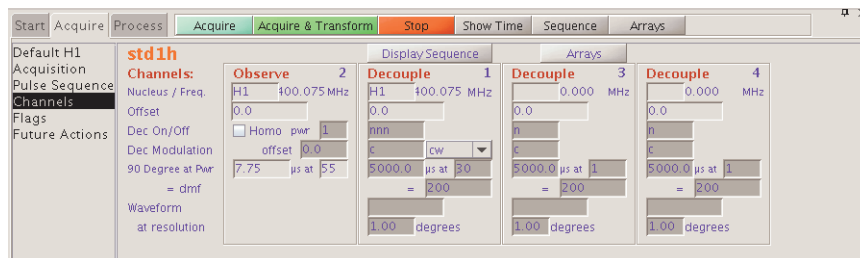 Start Acquire Process Acquire Acquire & Transform Stop Show Time Sequence Arrays
Default H1
Acquisition
Pulse Sequence
Channels
Flags
Future Actions
std1h Display Sequence Arrays
Channels: Observe 2 Decouple 1 Decouple 3 Decouple 4
Nucleus / Freq. H1 400.075 MHz H1 400.075 MHz 0.000 MHz 0.000 MHz
Offset 0.0 0.0 0.0 0.0
Dec On/Off Homo pwr 1 nnn n n
Dec Modulation offset 0.0 c cw c c
90 Degree at Pwr 7.75 µs at 55 5000.0 µs at 30 5000.0 µs at 1 5000.0 µs at 1
= dmf = 200 = 200 = 200
Waveform
at resolution 1.00 degrees 1.00 degrees 1.00 degrees